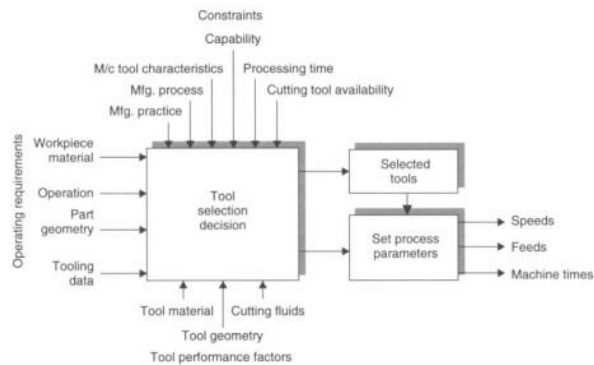 Constraints
Capability
M/c tool characteristics
Processing time
Mfg. process
Cutting tool availability
Mfg. practice
Operating requirements
Workpiece
material
Operation
Part
geometry
Tooling
data
Tool
selection
decision
Selected
tools
Set process
parameters
Speeds
Feeds
Machine times
Tool material
Cutting fluids
Tool geometry
Tool performance factors